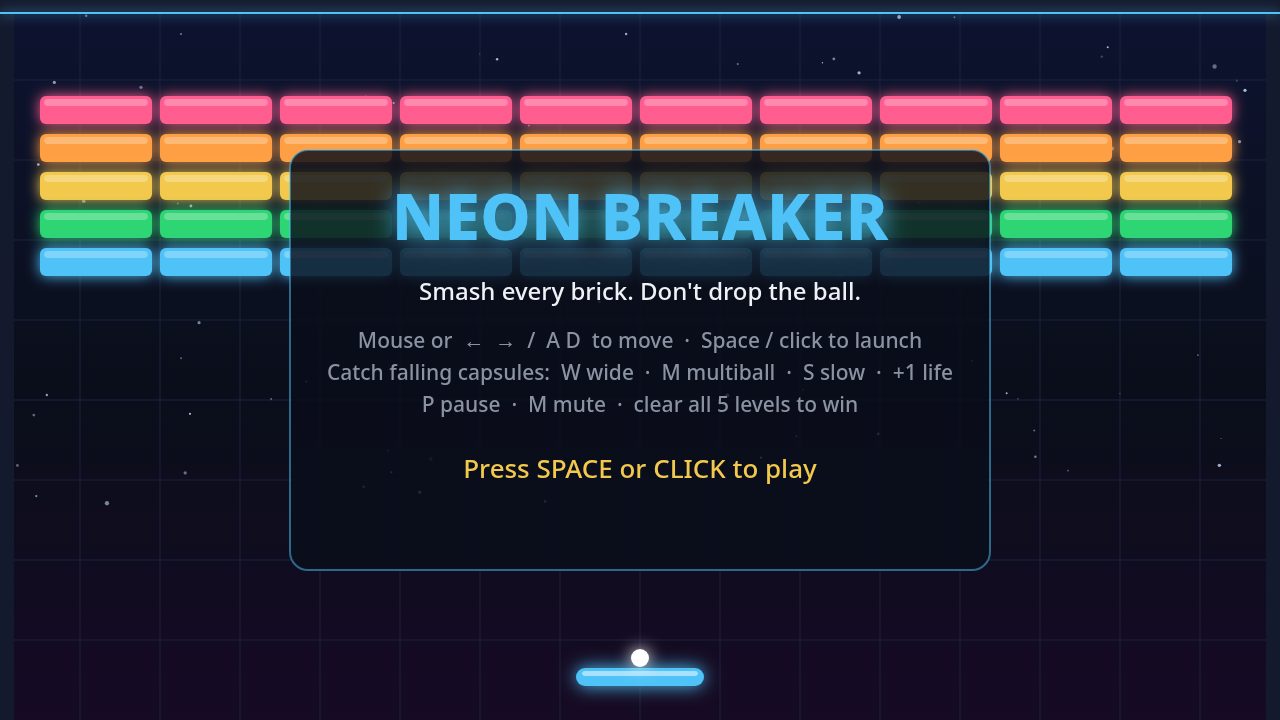 NEON BREAKER
Smash every brick. Don't drop the ball.
Mouse or ← → / A D to move · Space / click to launch
Catch falling capsules: W wide · M multiball · S slow · +1 life
P pause · M mute · clear all 5 levels to win
Press SPACE or CLICK to play